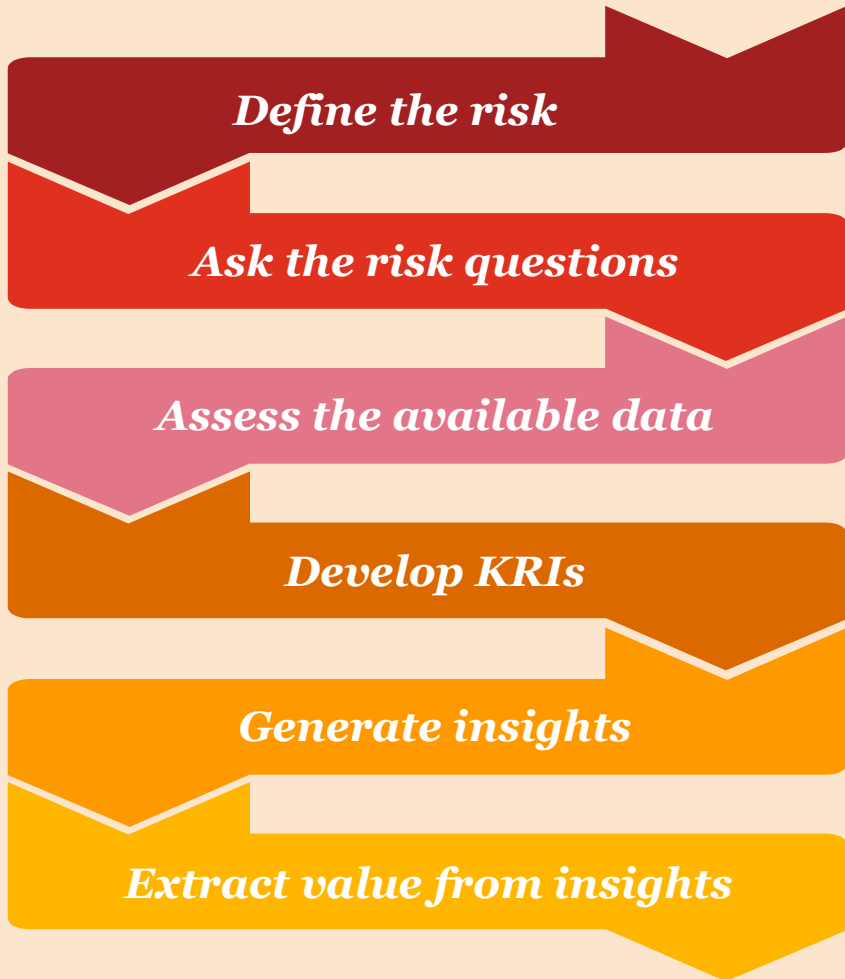 Define the risk
Ask the risk questions
Assess the available data
Develop KRIs
Generate insights
Extract value from insights